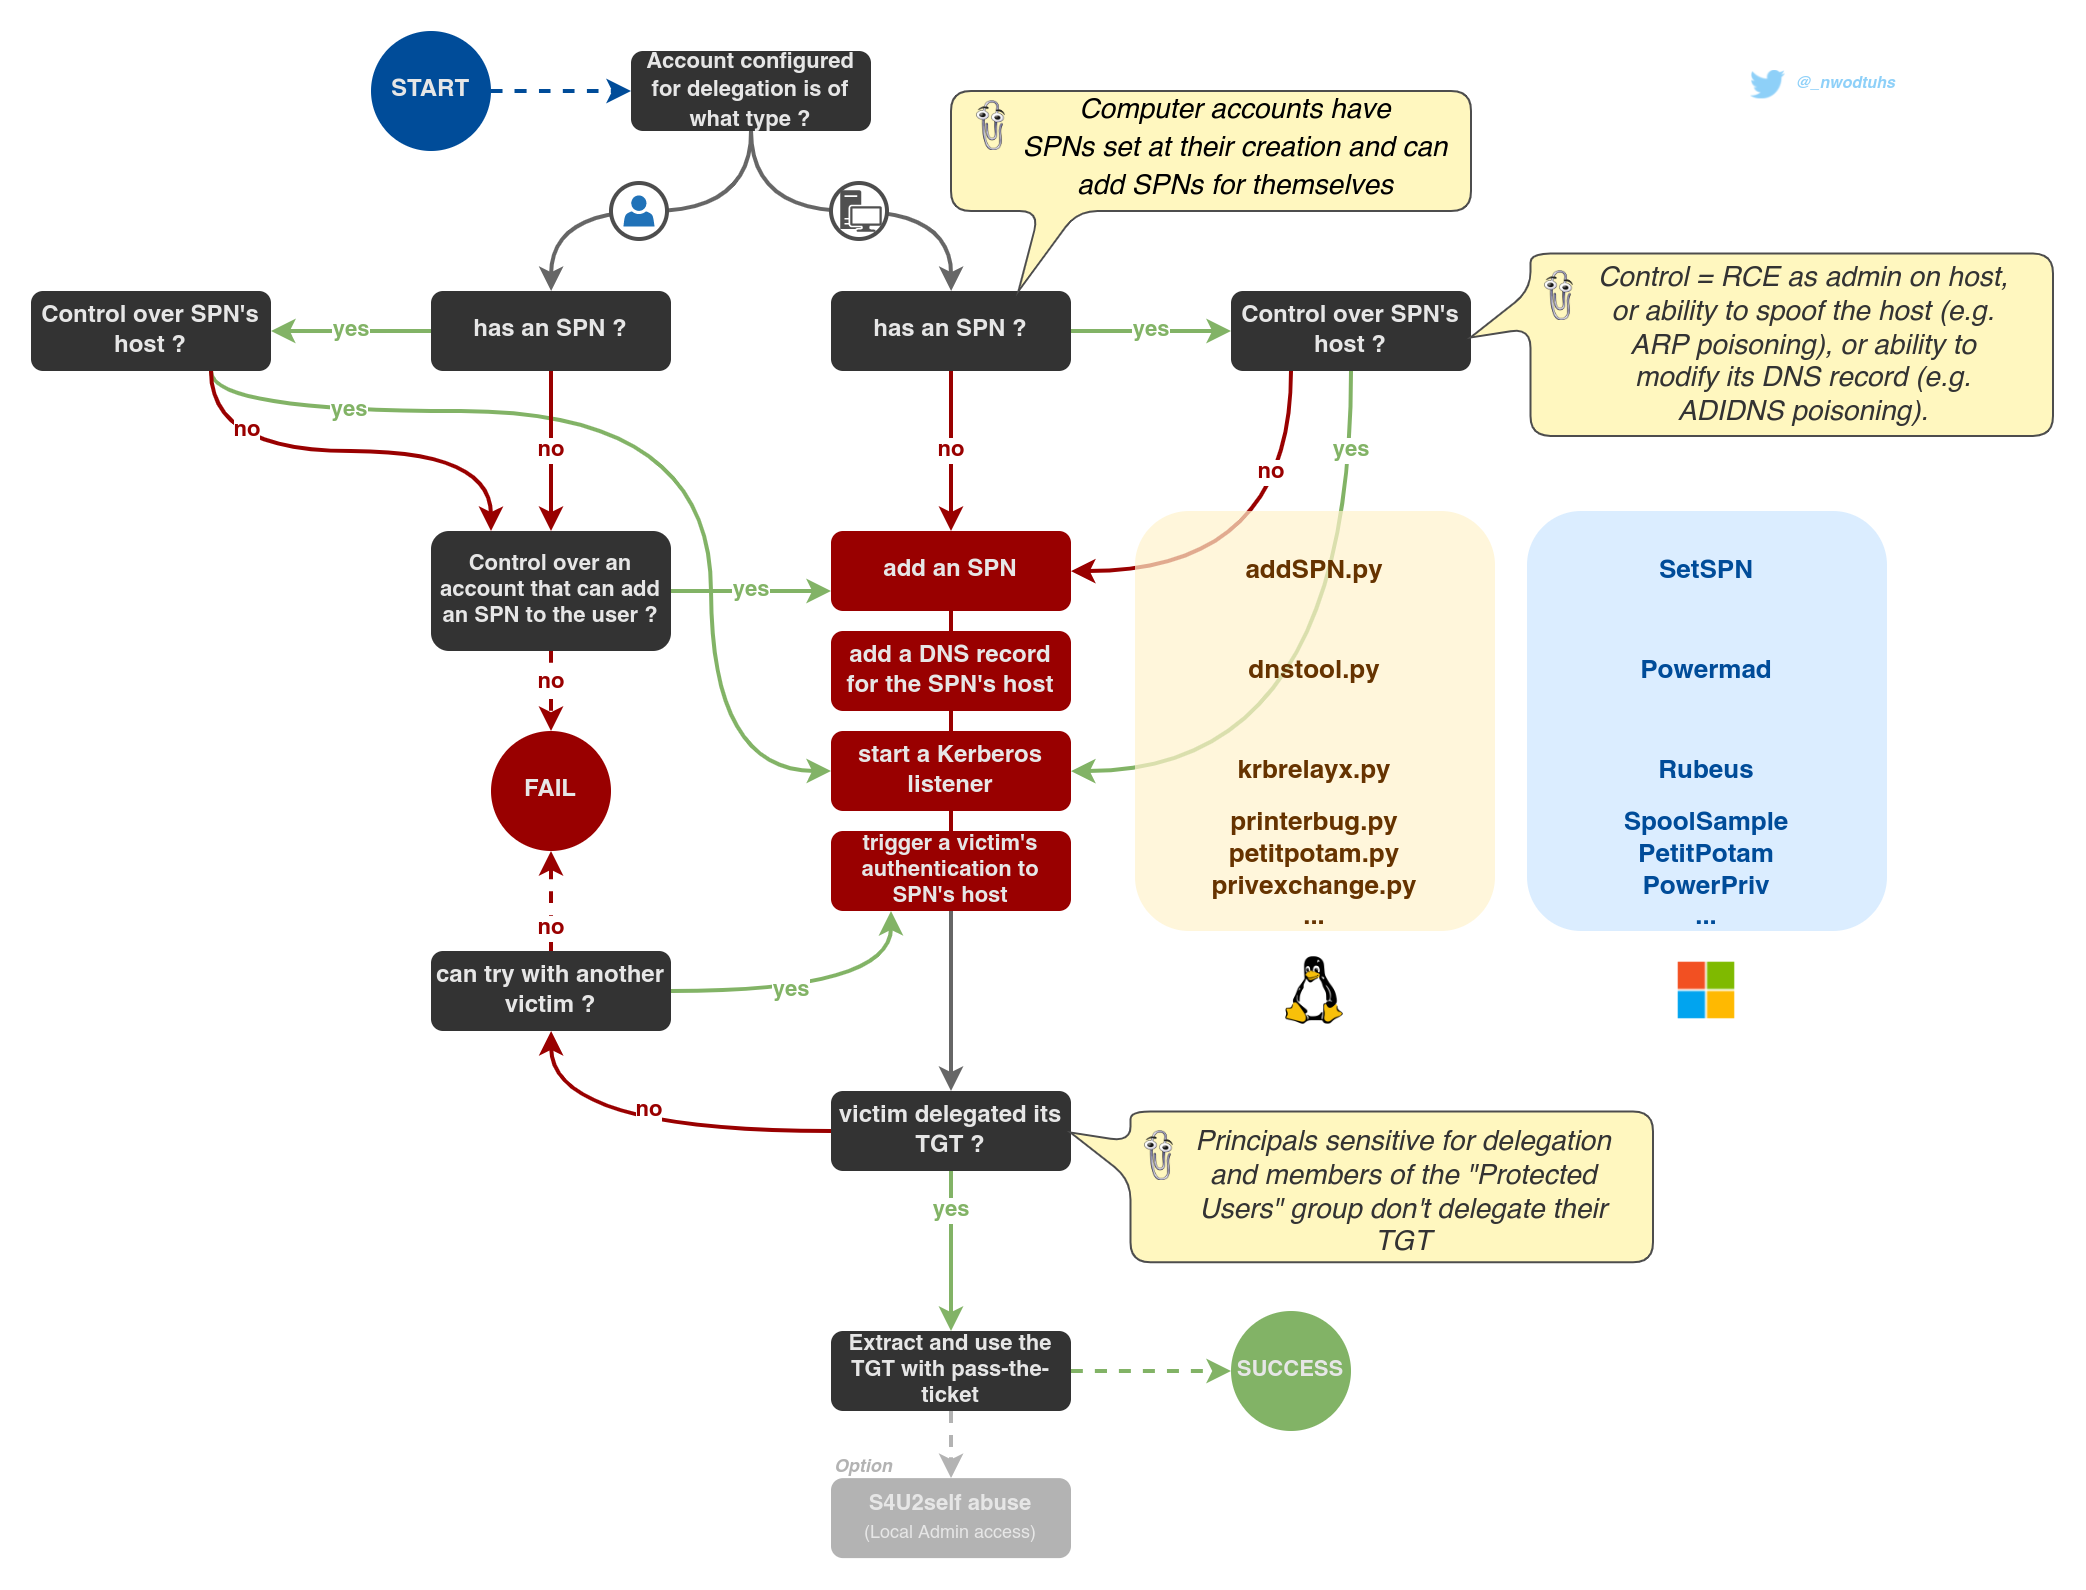 START
Account configured
for delegation is of
what type ?
@_nwodtuhs
Computer accounts have
SPNs set at their creation and can
add SPNs for themselves
Control over SPN's
host ?
yes
has an SPN ?
has an SPN ?
yes
Control over SPN's
host ?
Control = RCE as admin on host,
or ability to spoof the host (e.g.
ARP poisoning), or ability to
modify its DNS record (e.g.
ADIDNS poisoning).
yes
no
no
no
no
yes
Control over an
account that can add
an SPN to the user ?
yes
add an SPN
addSPN.py
SetSPN
no
add a DNS record
for the SPN's host
dnstool.py
Powermad
FAIL
start a Kerberos
listener
krbrelayx.py
Rubeus
trigger a victim's
authentication to
SPN's host
printerbug.py
petitpotam.py
privexchange.py
...
SpoolSample
PetitPotam
PowerPriv
...
no
can try with another
victim ?
yes
no
victim delegated its
TGT ?
Principals sensitive for delegation
and members of the "Protected
Users" group don't delegate their
TGT
yes
Extract and use the
TGT with pass-the-
ticket
SUCCESS
Option
S4U2self abuse
(Local Admin access)